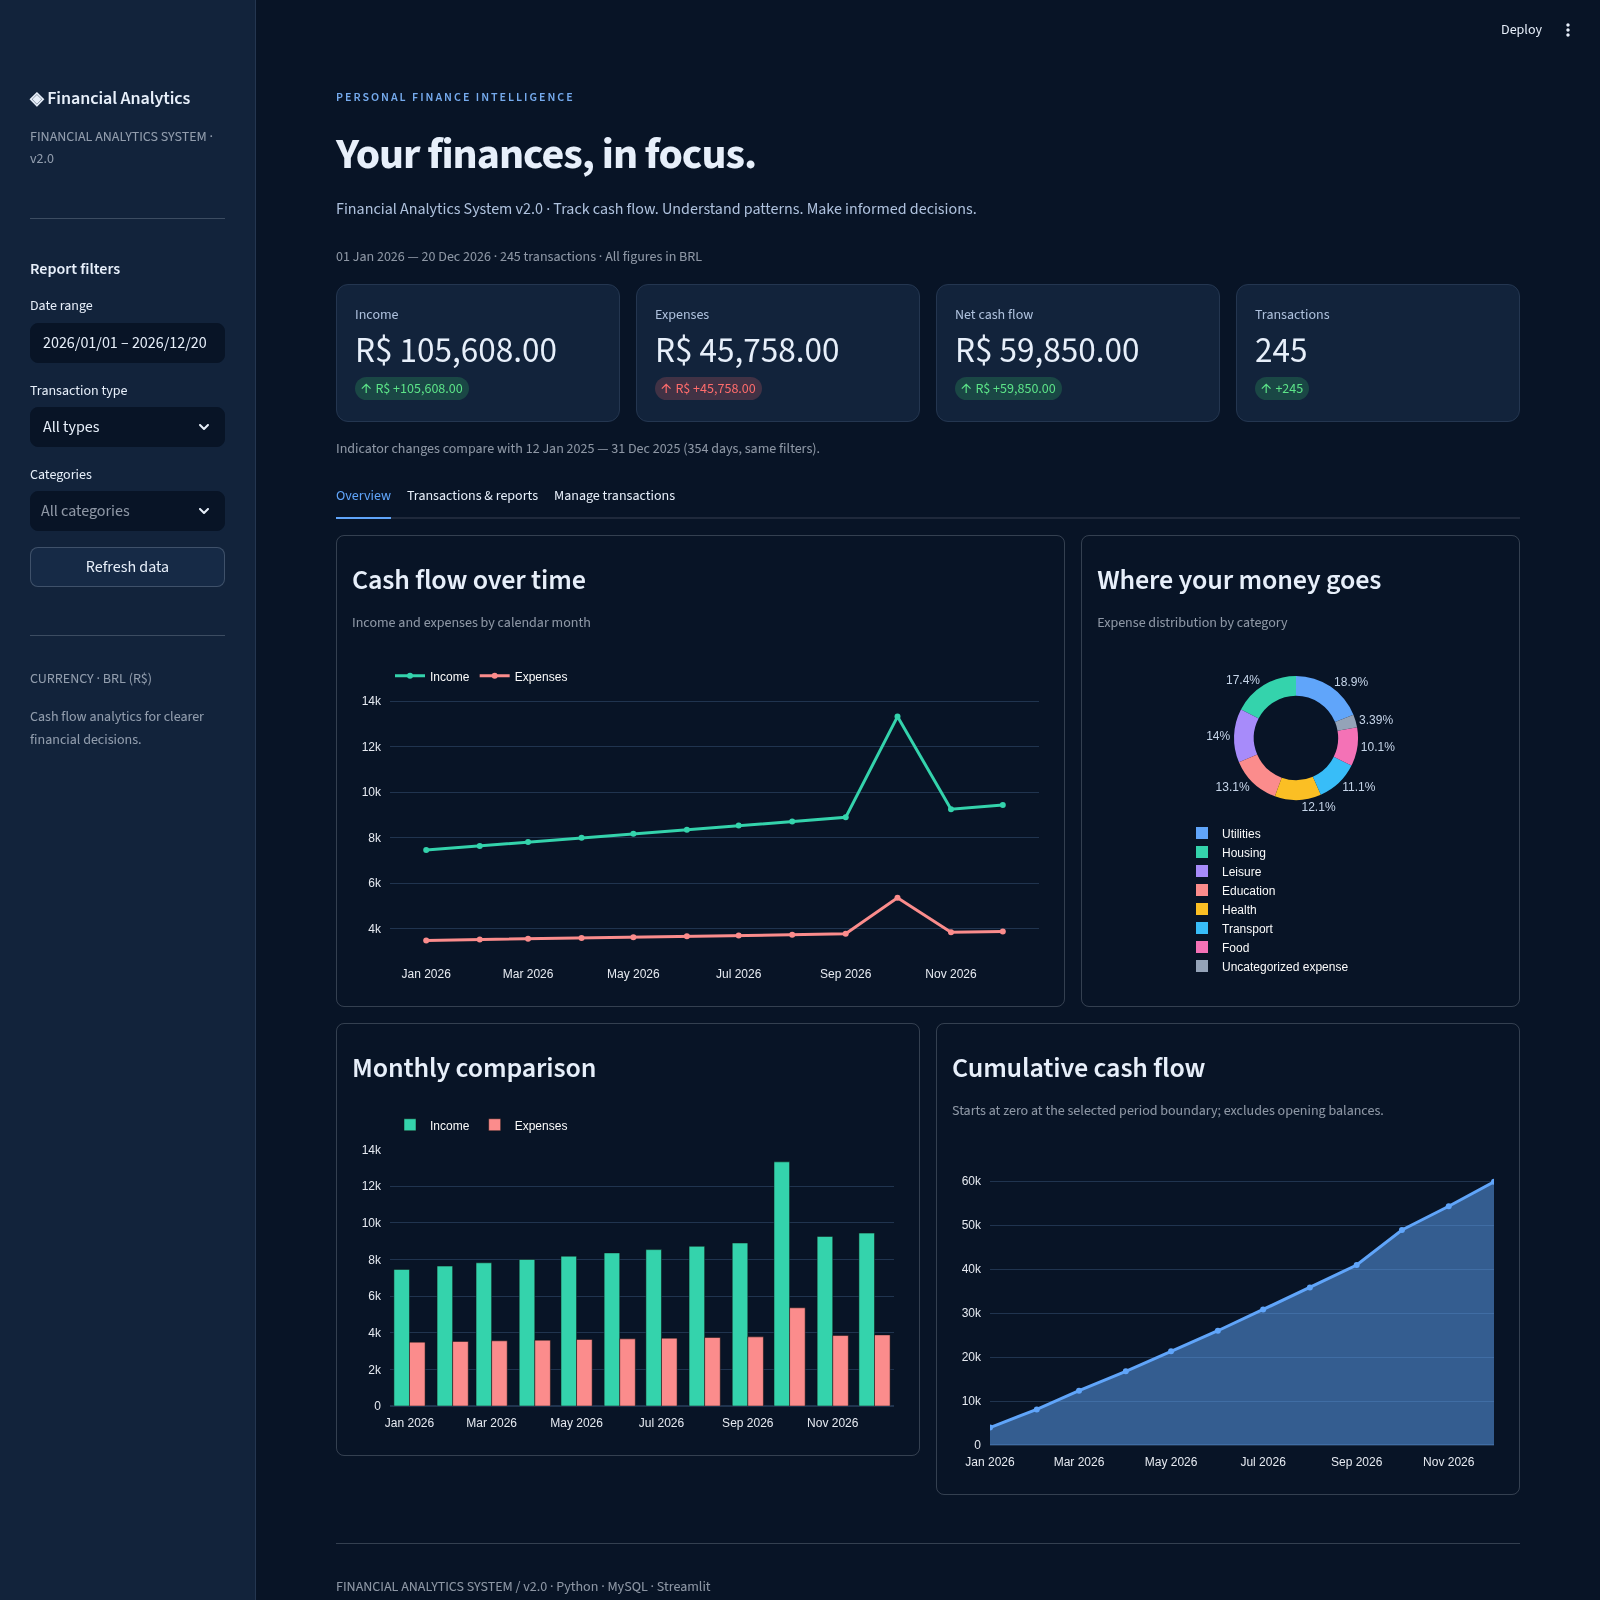 Deploy
◈ Financial Analytics
FINANCIAL ANALYTICS SYSTEM ·
v2.0
Report filters
Date range
2026/01/01 – 2026/12/20
Transaction type
All types
Categories
All categories
Refresh data
CURRENCY · BRL (R$)
Cash flow analytics for clearer
financial decisions.
PERSONAL FINANCE INTELLIGENCE
Your finances, in focus.
Financial Analytics System v2.0 · Track cash flow. Understand patterns. Make informed decisions.
01 Jan 2026 — 20 Dec 2026 · 245 transactions · All figures in BRL
Income
R$ 105,608.00
↑ R$ +105,608.00
Expenses
R$ 45,758.00
↑ R$ +45,758.00
Net cash flow
R$ 59,850.00
↑ R$ +59,850.00
Transactions
245
↑ +245
Indicator changes compare with 12 Jan 2025 — 31 Dec 2025 (354 days, same filters).
Overview Transactions & reports Manage transactions
Cash flow over time
Income and expenses by calendar month
Income Expenses
14k
12k
10k
8k
6k
4k
Jan 2026 Mar 2026 May 2026 Jul 2026 Sep 2026 Nov 2026
Where your money goes
Expense distribution by category
17.4% 18.9%
3.39%
14% 10.1%
13.1% 11.1%
12.1%
Utilities
Housing
Leisure
Education
Health
Transport
Food
Uncategorized expense
Monthly comparison
Income Expenses
14k
12k
10k
8k
6k
4k
2k
0
Jan 2026 Mar 2026 May 2026 Jul 2026 Sep 2026 Nov 2026
Cumulative cash flow
Starts at zero at the selected period boundary; excludes opening balances.
60k
50k
40k
30k
20k
10k
0
Jan 2026 Mar 2026 May 2026 Jul 2026 Sep 2026 Nov 2026
FINANCIAL ANALYTICS SYSTEM / v2.0 · Python · MySQL · Streamlit